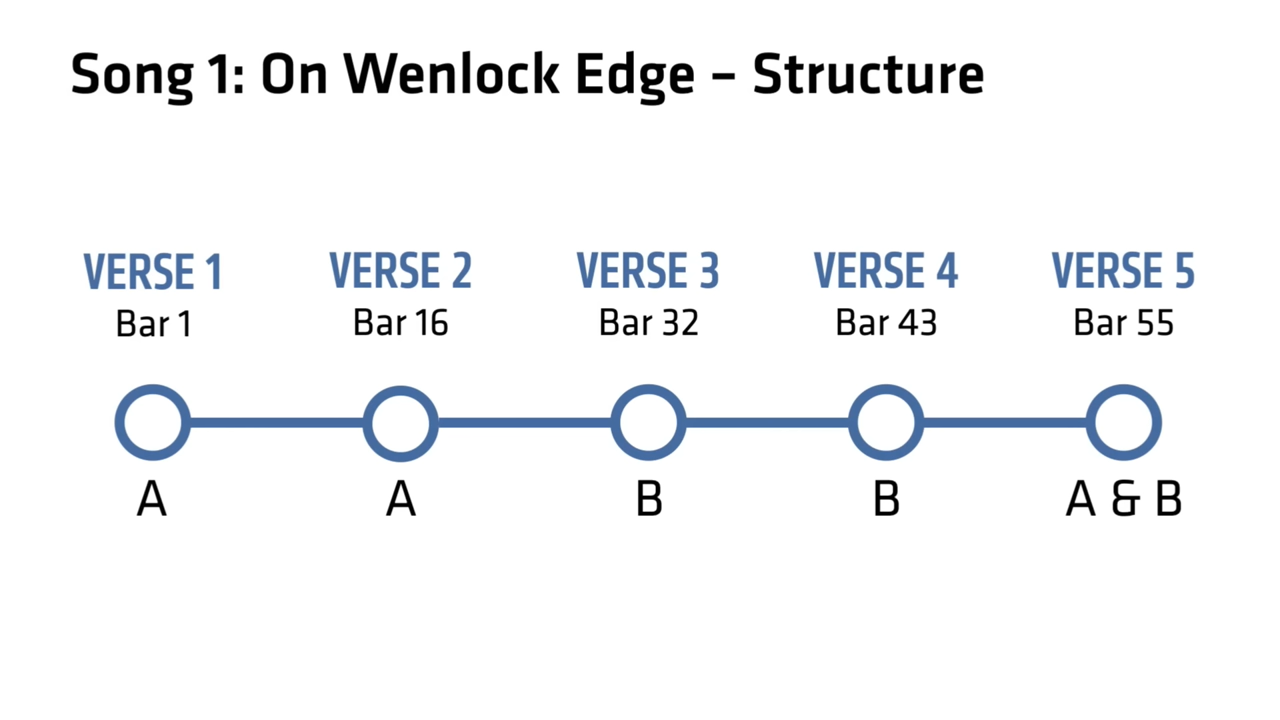 Song 1: On Wenlock Edge – Structure
VERSE 1 VERSE 2 VERSE 3 VERSE 4 VERSE 5
Bar 1 Bar 16 Bar 32 Bar 43 Bar 55
A A B B A & B